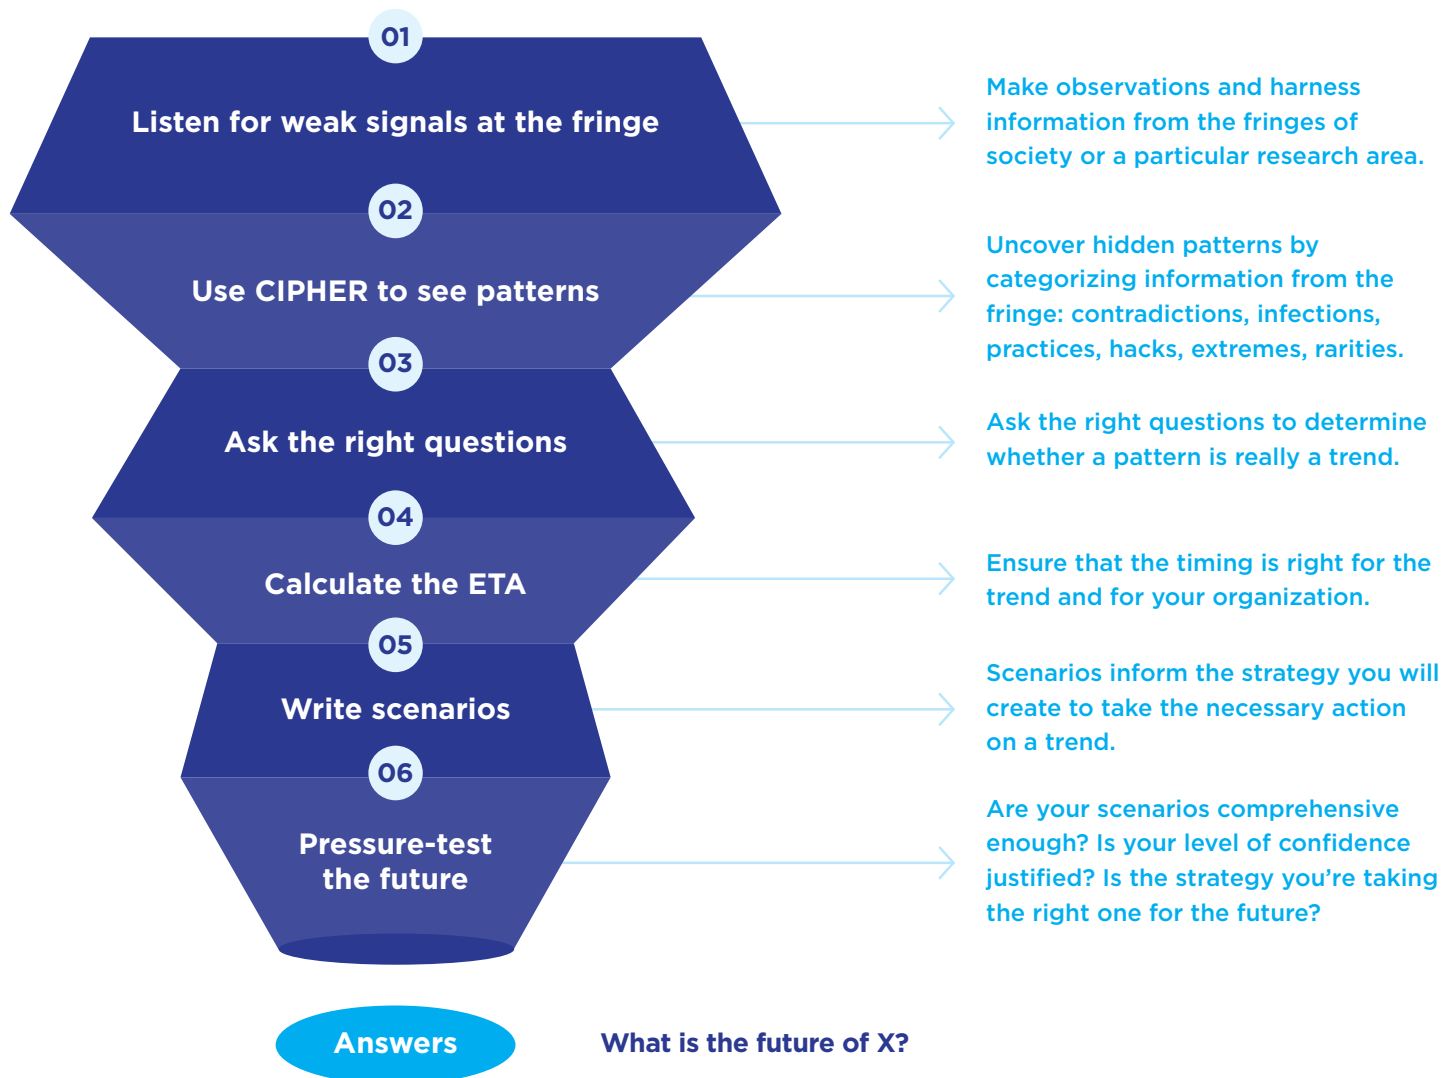 01
Listen for weak signals at the fringe
Make observations and harness
information from the fringes of
society or a particular research area.
02
Use CIPHER to see patterns
Uncover hidden patterns by
categorizing information from the
fringe: contradictions, infections,
practices, hacks, extremes, rarities.
03
Ask the right questions
Ask the right questions to determine
whether a pattern is really a trend.
04
Calculate the ETA
Ensure that the timing is right for the
trend and for your organization.
05
Write scenarios
Scenarios inform the strategy you will
create to take the necessary action
on a trend.
06
Pressure-test
the future
Are your scenarios comprehensive
enough? Is your level of confidence
justified? Is the strategy you’re taking
the right one for the future?
Answers
What is the future of X?